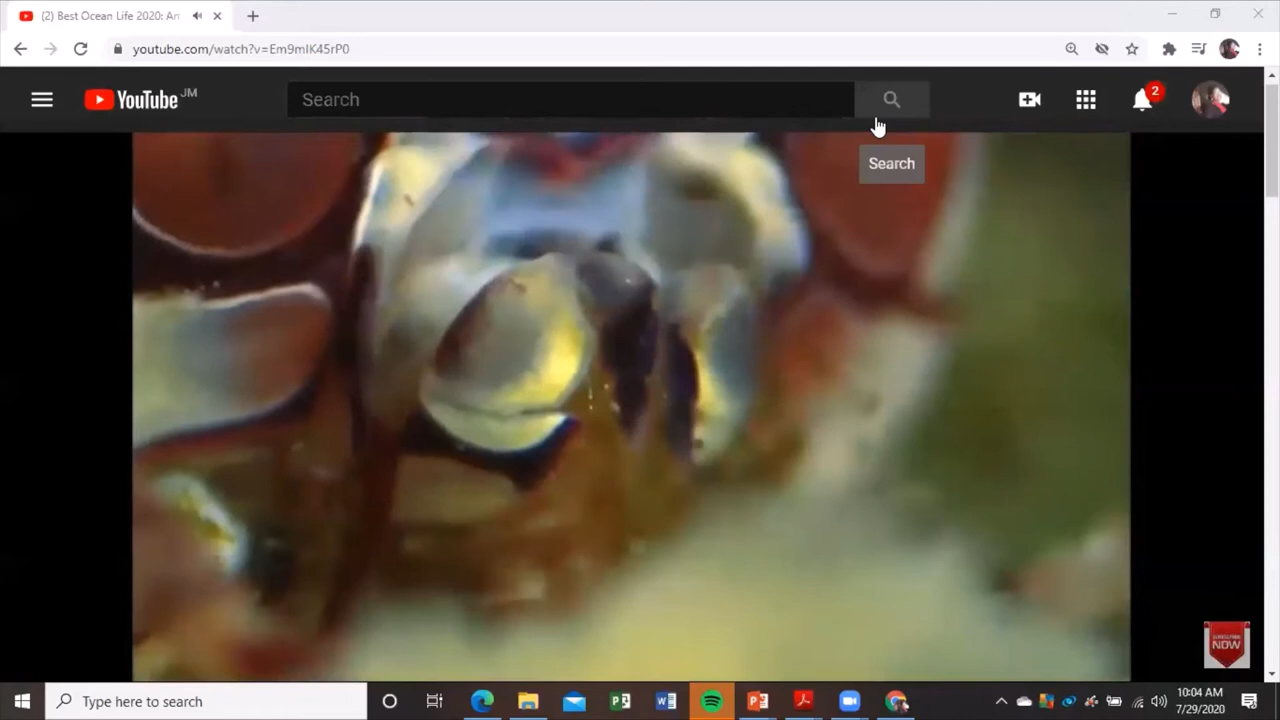 (2) Best Ocean Life 2020: An
youtube.com/watch?v=Em9mIK45rP0
YouTube JM
Search
2
Search
SUBSCRIBE
NOW
Type here to search
10:04 AM
7/29/2020